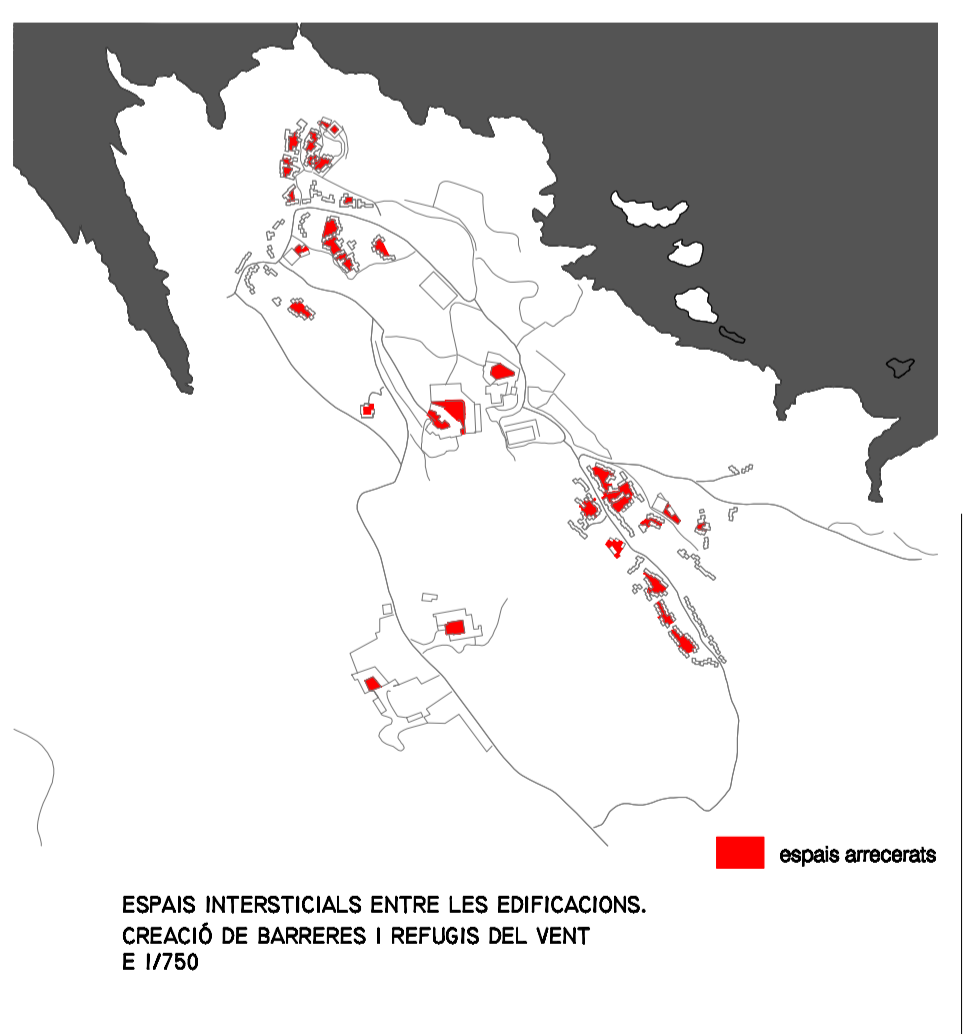 espais arrecerats
ESPAIS INTERSTICIALS ENTRE LES EDIFICACIONS.
CREACIÓ DE BARRERES I REFUGIS DEL VENT
E 1/750